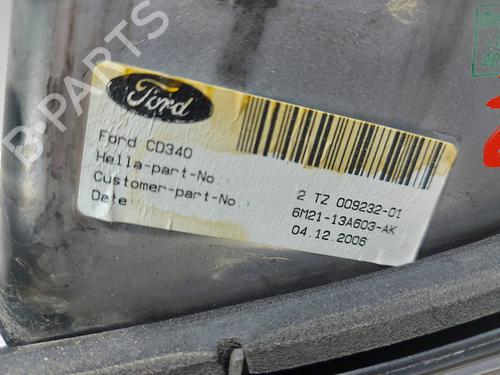 B-PARTS
Ford
Ford CD340
Hella-part-No.: 2 TZ 009232-01
Customer-part-No.: 6M21-13A603-AK
Date: 04.12.2006